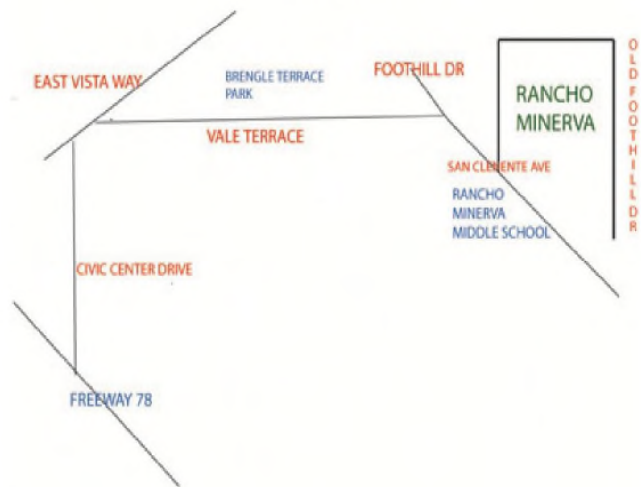 EAST VISTA WAY
BRENGLE TERRACE
PARK
FOOTHILL DR
OLD FOOTHILL DR
RANCHO
MINERVA
VALE TERRACE
SAN CLEMENTE AVE
RANCHO
MINERVA
MIDDLE SCHOOL
CIVIC CENTER DRIVE
FREEWAY 78